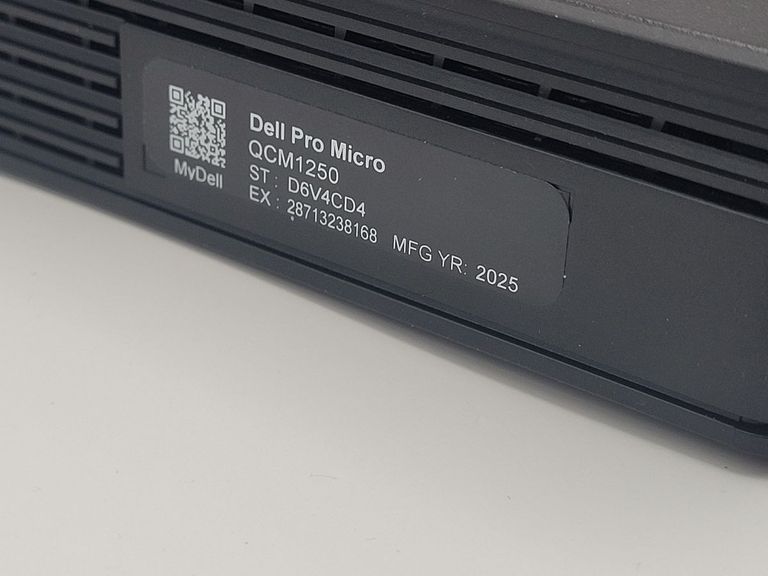 Dell Pro Micro
QCM1250
ST : D6V4CD4
EX : 28713238168 MFG YR: 2025
MyDell